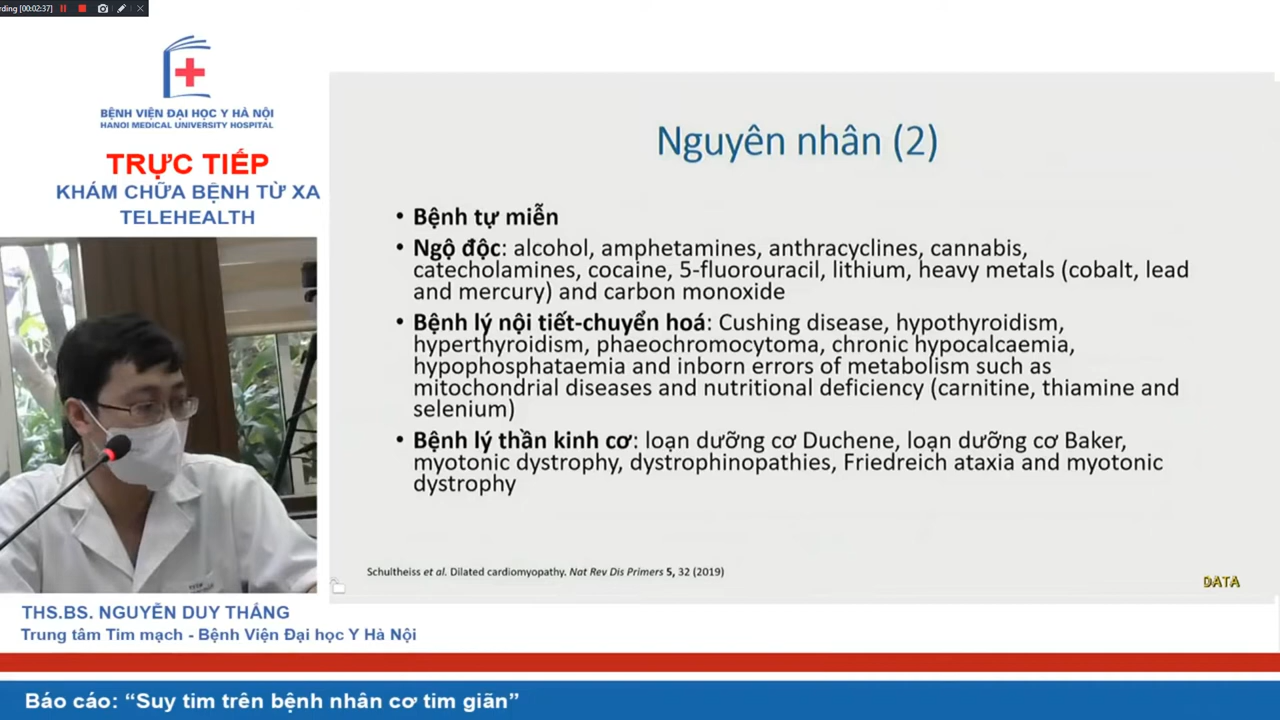 rding [00:02:37]
BỆNH VIỆN ĐẠI HỌC Y HÀ NỘI
HANOI MEDICAL UNIVERSITY HOSPITAL
TRỰC TIẾP
KHÁM CHỮA BỆNH TỪ XA
TELEHEALTH
Nguyên nhân (2)
• Bệnh tự miễn
• Ngộ độc: alcohol, amphetamines, anthracyclines, cannabis,
catecholamines, cocaine, 5-fluorouracil, lithium, heavy metals (cobalt, lead
and mercury) and carbon monoxide
• Bệnh lý nội tiết-chuyển hoá: Cushing disease, hypothyroidism,
hyperthyroidism, phaeochromocytoma, chronic hypocalcaemia,
hypophosphataemia and inborn errors of metabolism such as
mitochondrial diseases and nutritional deficiency (carnitine, thiamine and
selenium)
• Bệnh lý thần kinh cơ: loạn dưỡng cơ Duchene, loạn dưỡng cơ Baker,
myotonic dystrophy, dystrophinopathies, Friedreich ataxia and myotonic
dystrophy
Schultheiss et al. Dilated cardiomyopathy. Nat Rev Dis Primers 5, 32 (2019)
DATA
THS.BS. NGUYỄN DUY THẮNG
Trung tâm Tim mạch - Bệnh Viện Đại học Y Hà Nội
Báo cáo: “Suy tim trên bệnh nhân cơ tim giãn”